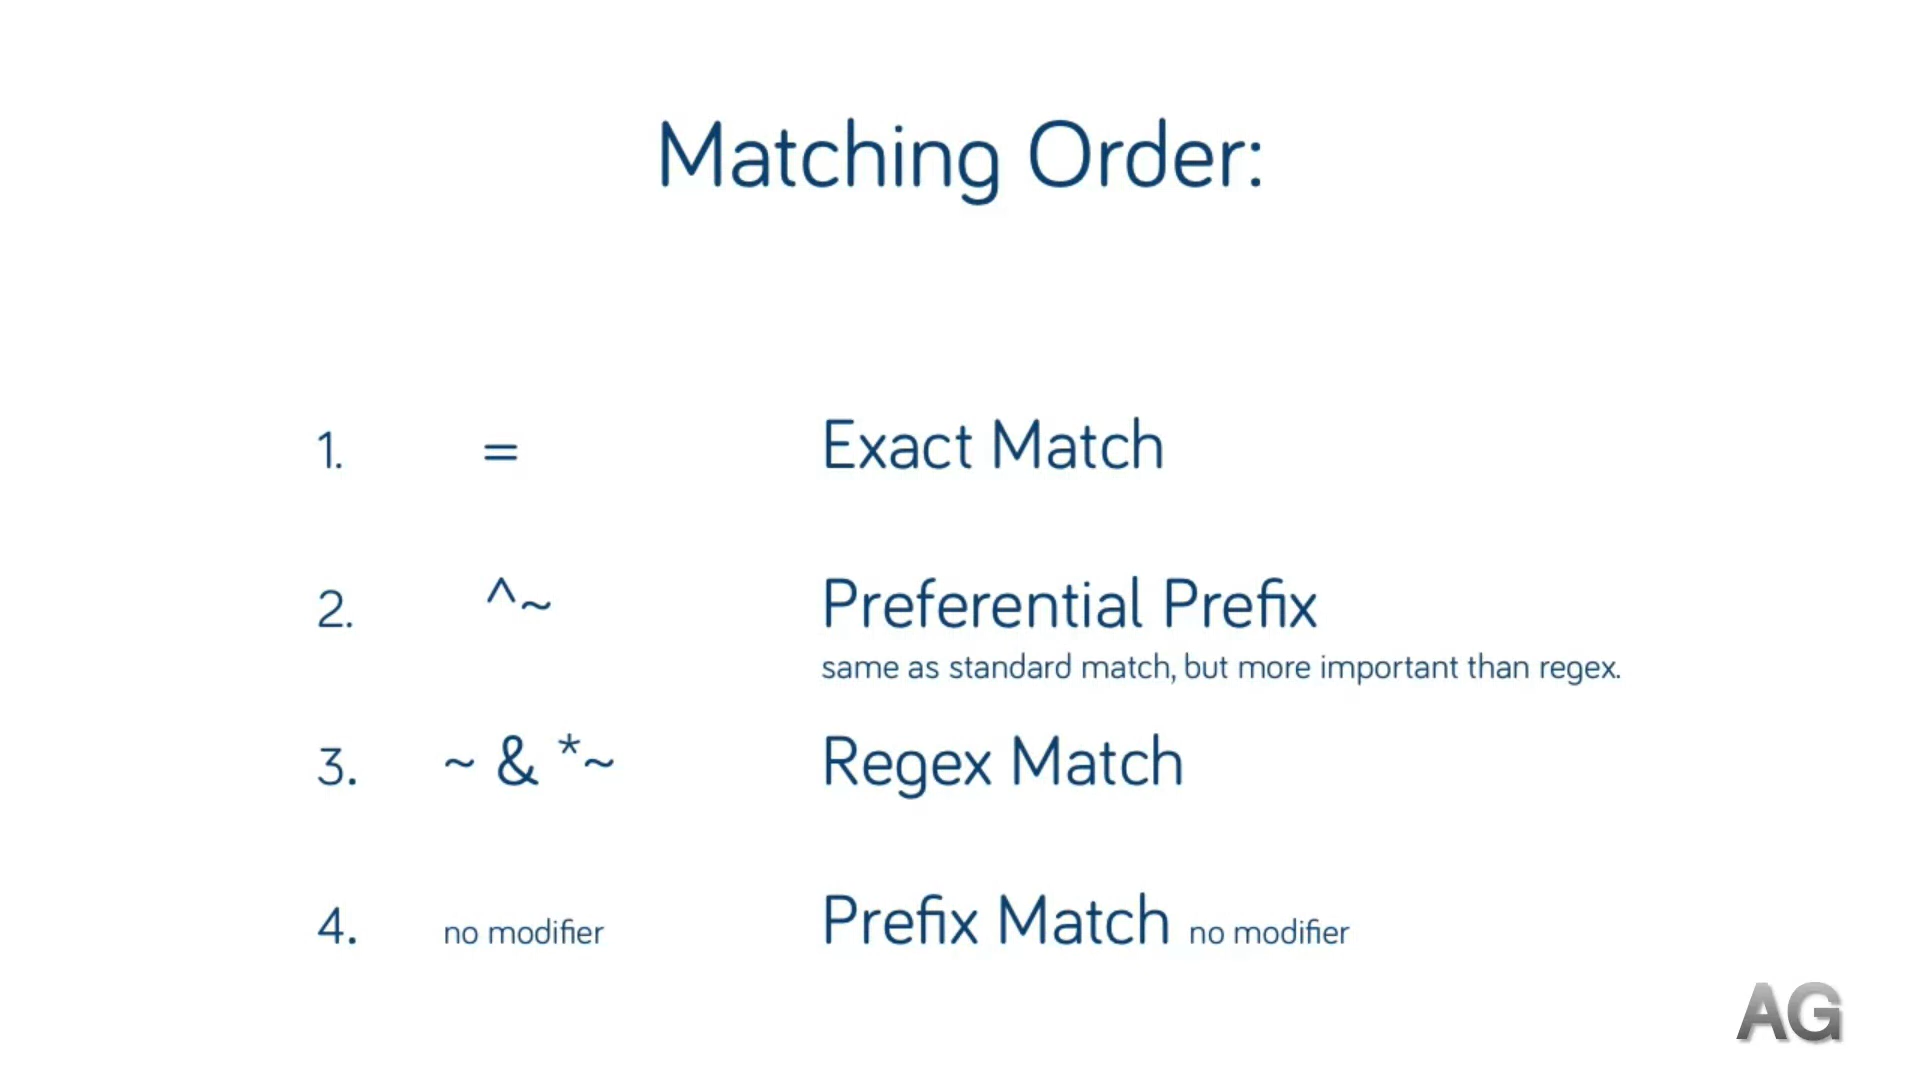 Matching Order:
1. = Exact Match
2. ^~ Preferential Prefix
same as standard match, but more important than regex.
3. ~ & *~ Regex Match
4. no modifier Prefix Match no modifier
AG